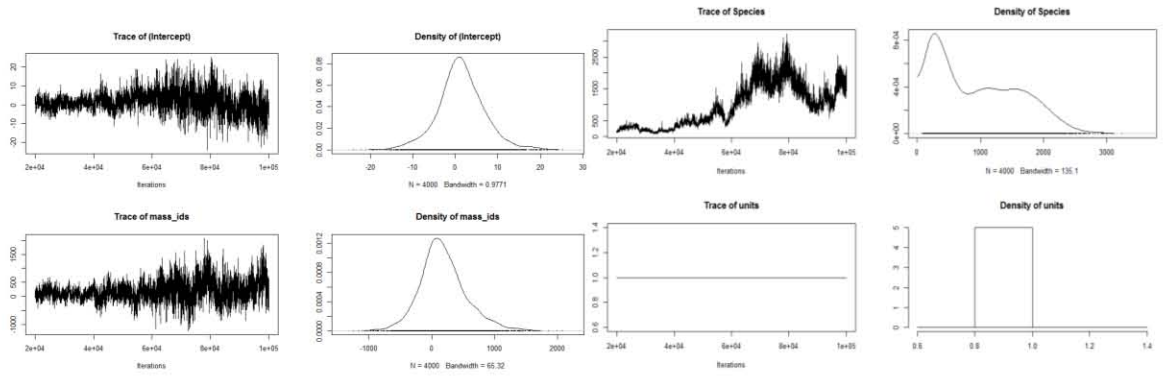 Trace of (Intercept)
20
10
0
-10
-20
2e+04 4e+04 6e+04 8e+04 1e+05
Iterations
Density of (Intercept)
0.08
0.06
0.04
0.02
0.00
-20 -10 0 10 20 30
N = 4000 Bandwidth = 0.9771
Trace of Species
2500
1500
500
2e+04 4e+04 6e+04 8e+04 1e+05
Iterations
Density of Species
8e-04
4e-04
0e+00
0 1000 2000 3000
N = 4000 Bandwidth = 135.1
Trace of mass_ids
1500
500
-1000
2e+04 4e+04 6e+04 8e+04 1e+05
Iterations
Density of mass_ids
0.0012
0.0008
0.0004
0.0000
-1000 0 1000 2000
N = 4000 Bandwidth = 65.32
Trace of units
1.4
1.2
1.0
0.8
0.6
2e+04 4e+04 6e+04 8e+04 1e+05
Iterations
Density of units
5
4
3
2
1
0
0.8 1.0 1.2 1.4